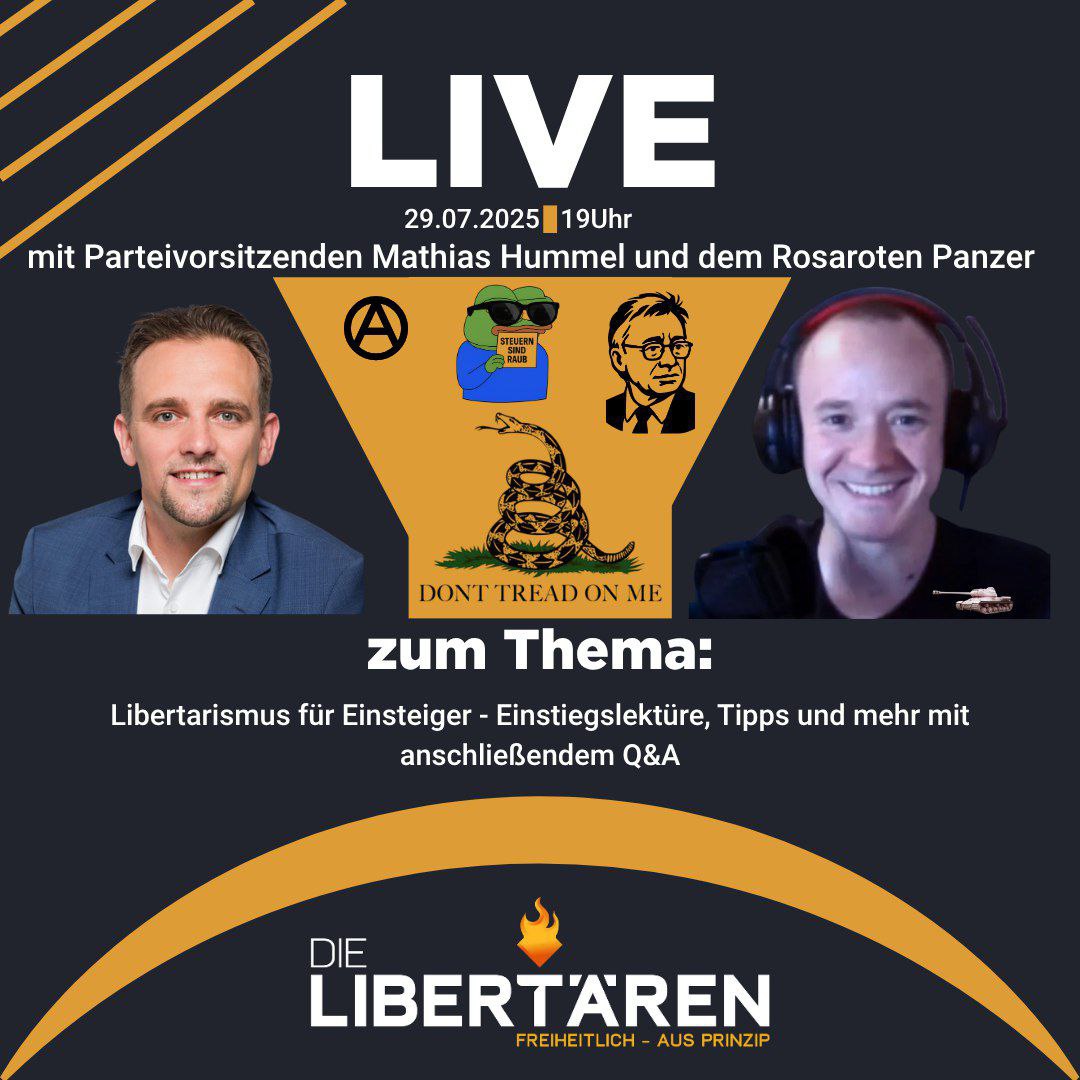 LIVE
29.07.2025 19Uhr
mit Parteivorsitzenden Mathias Hummel und dem Rosaroten Panzer
A
STEUERN
SIND
RAUB
DONT TREAD ON ME
zum Thema:
Libertarismus für Einsteiger - Einstiegslektüre, Tipps und mehr mit
anschließendem Q&A
DIE
LIBERTÄREN
FREIHEITLICH – AUS PRINZIP